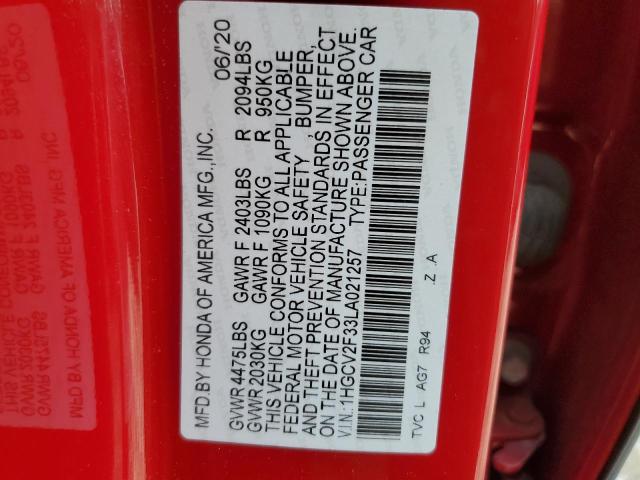 MFD.BY HONDA OF AMERICA MFG.,INC. 06/'20
GVWR 4475LBS GAWR F 2403LBS R 2094LBS
GVWR 2030KG GAWR F 1090KG R 950KG
THIS VEHICLE CONFORMS TO ALL APPLICABLE
FEDERAL MOTOR VEHICLE SAFETY , BUMPER,
AND THEFT PREVENTION STANDARDS IN EFFECT
ON THE DATE OF MANUFACTURE SHOWN ABOVE.
V.I.N.: 1HGCV2F33LA021257 TYPE:PASSENGER CAR
TVC L AG7 R94 .Z .A